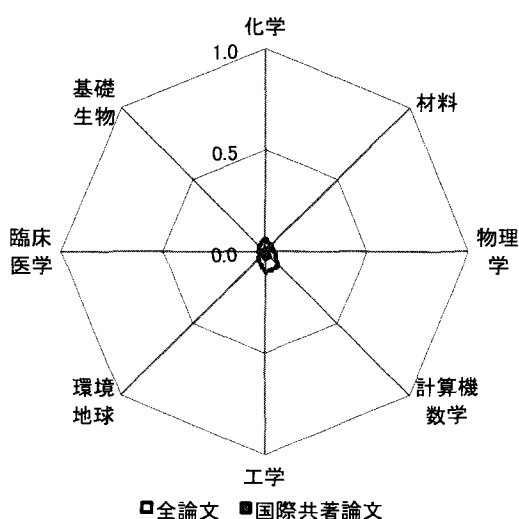 化学
1.0
基礎
生物
材料
0.5
臨床
医学
0.0
物理
学
環境
地球
計算機
数学
工学
全論文 国際共著論文